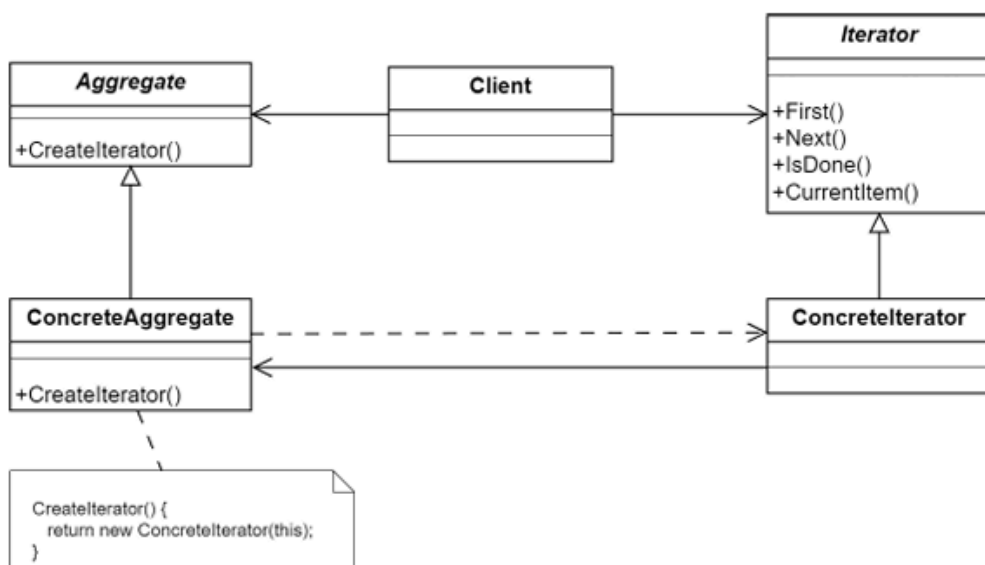 Aggregate
+CreateIterator()
Client
Iterator
+First()
+Next()
+IsDone()
+CurrentItem()
ConcreteAggregate
+CreateIterator()
ConcreteIterator
CreateIterator() {
return new ConcreteIterator(this);
}